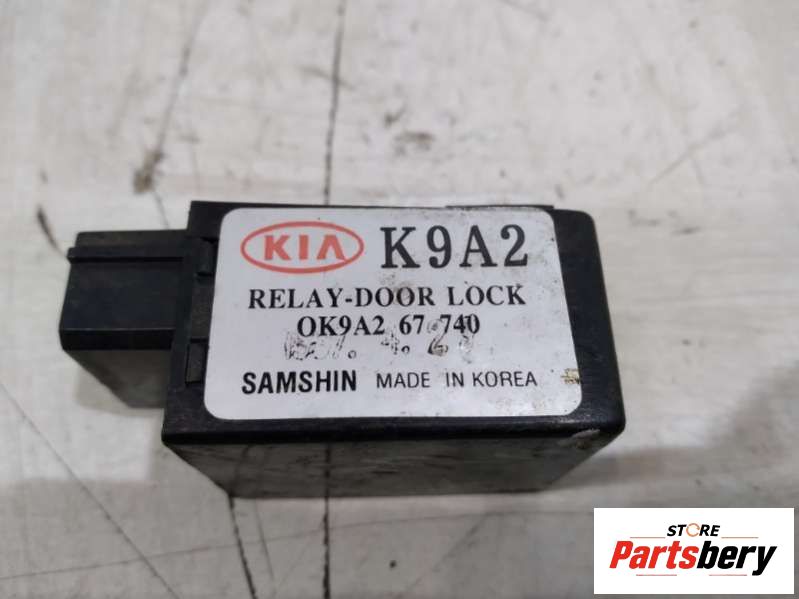 KIA K9A2
RELAY-DOOR LOCK
OK9A2 67 740
SAMSHIN MADE IN KOREA
STORE
Partsbery